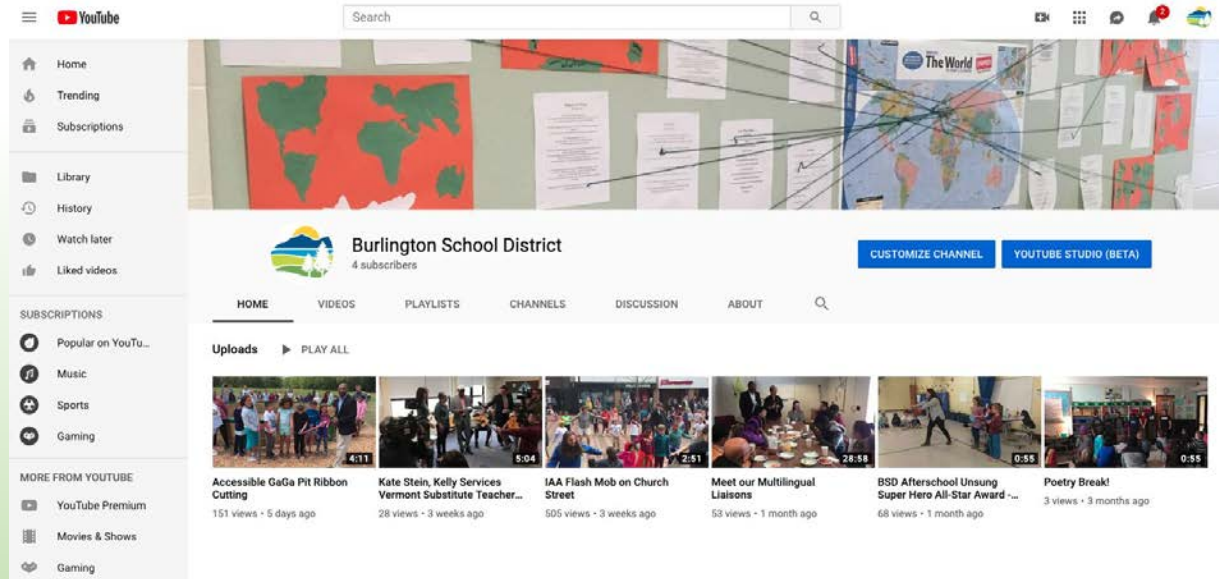 YouTube
Search
2
Home
Trending
Subscriptions
Library
History
Watch later
Liked videos
SUBSCRIPTIONS
Popular on YouTu...
Music
Sports
Gaming
MORE FROM YOUTUBE
YouTube Premium
Movies & Shows
Gaming
The World
Burlington School District
4 subscribers
CUSTOMIZE CHANNEL
YOUTUBE STUDIO (BETA)
HOME VIDEOS PLAYLISTS CHANNELS DISCUSSION ABOUT
Uploads PLAY ALL
4:11
Accessible GaGa Pit Ribbon
Cutting
151 views • 5 days ago
5:04
Kate Stein, Kelly Services
Vermont Substitute Teacher...
28 views • 3 weeks ago
2:51
IAA Flash Mob on Church
Street
505 views • 3 weeks ago
28:58
Meet our Multilingual
Liaisons
53 views • 1 month ago
0:55
BSD Afterschool Unsung
Super Hero All-Star Award -...
68 views • 1 month ago
0:55
Poetry Break!
3 views • 3 months ago